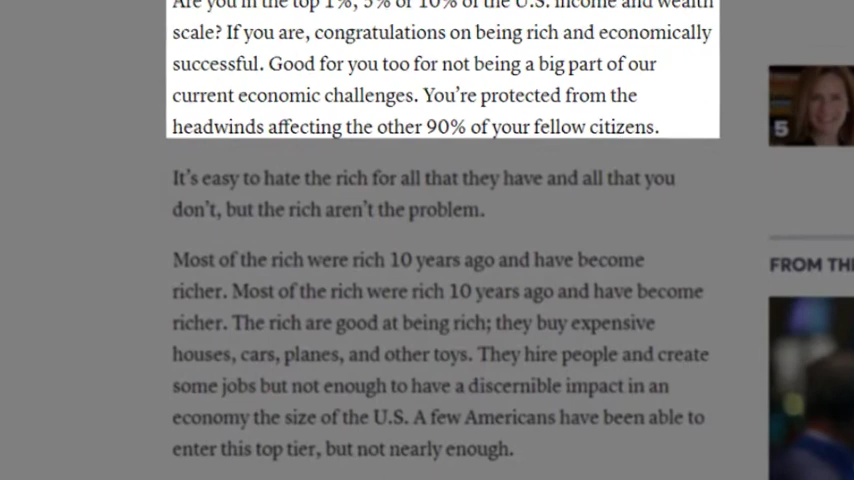 Are you in the top 1%, 5% or 10% of the U.S. income and wealth
scale? If you are, congratulations on being rich and economically
successful. Good for you too for not being a big part of our
current economic challenges. You’re protected from the
headwinds affecting the other 90% of your fellow citizens.
It’s easy to hate the rich for all that they have and all that you
don’t, but the rich aren’t the problem.
Most of the rich were rich 10 years ago and have become
richer. Most of the rich were rich 10 years ago and have become
richer. The rich are good at being rich; they buy expensive
houses, cars, planes, and other toys. They hire people and create
some jobs but not enough to have a discernible impact in an
economy the size of the U.S. A few Americans have been able to
enter this top tier, but not nearly enough.
5
FROM TH